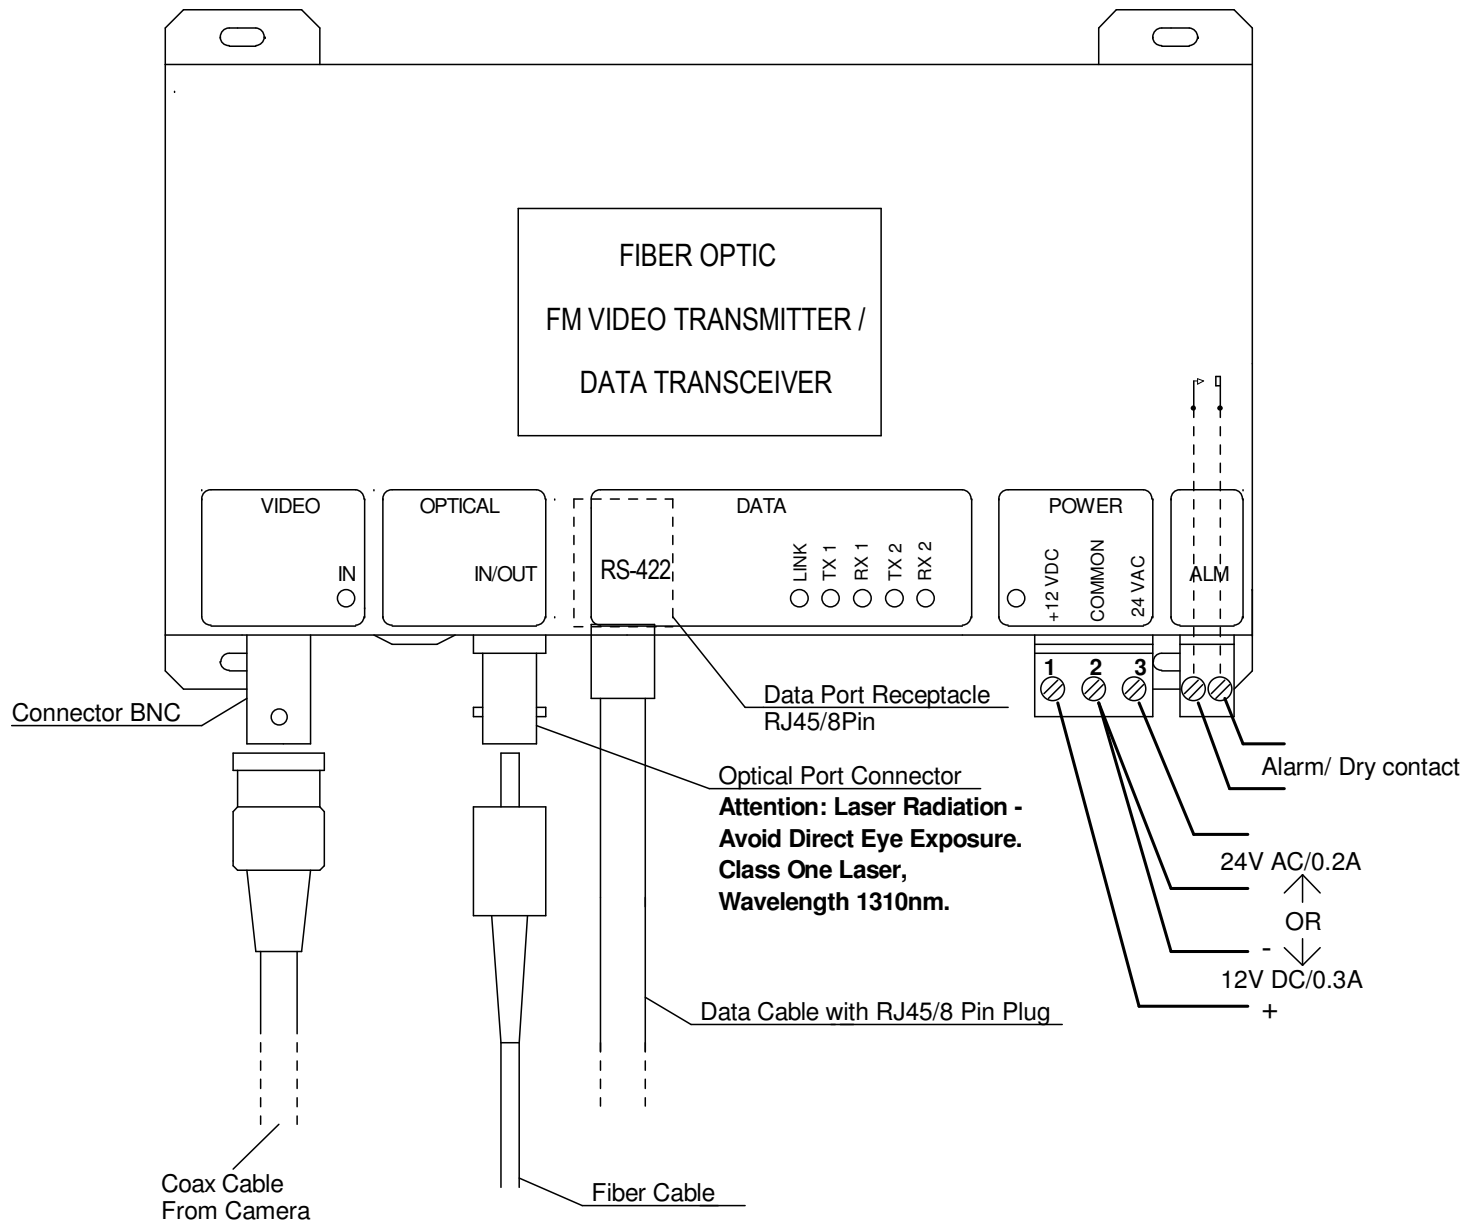 FIBER OPTIC
FM VIDEO TRANSMITTER /
DATA TRANSCEIVER
VIDEO
IN
OPTICAL
IN/OUT
DATA
RS-422
LINK
TX 1
RX 1
TX 2
RX 2
POWER
+12 VDC
COMMON
24 VAC
ALM
1 2 3
Connector BNC
Data Port Receptacle
RJ45/8Pin
Optical Port Connector
Attention: Laser Radiation -
Avoid Direct Eye Exposure.
Class One Laser,
Wavelength 1310nm.
Alarm/ Dry contact
24V AC/0.2A
OR
-
12V DC/0.3A
+
Data Cable with RJ45/8 Pin Plug
Coax Cable
From Camera
Fiber Cable